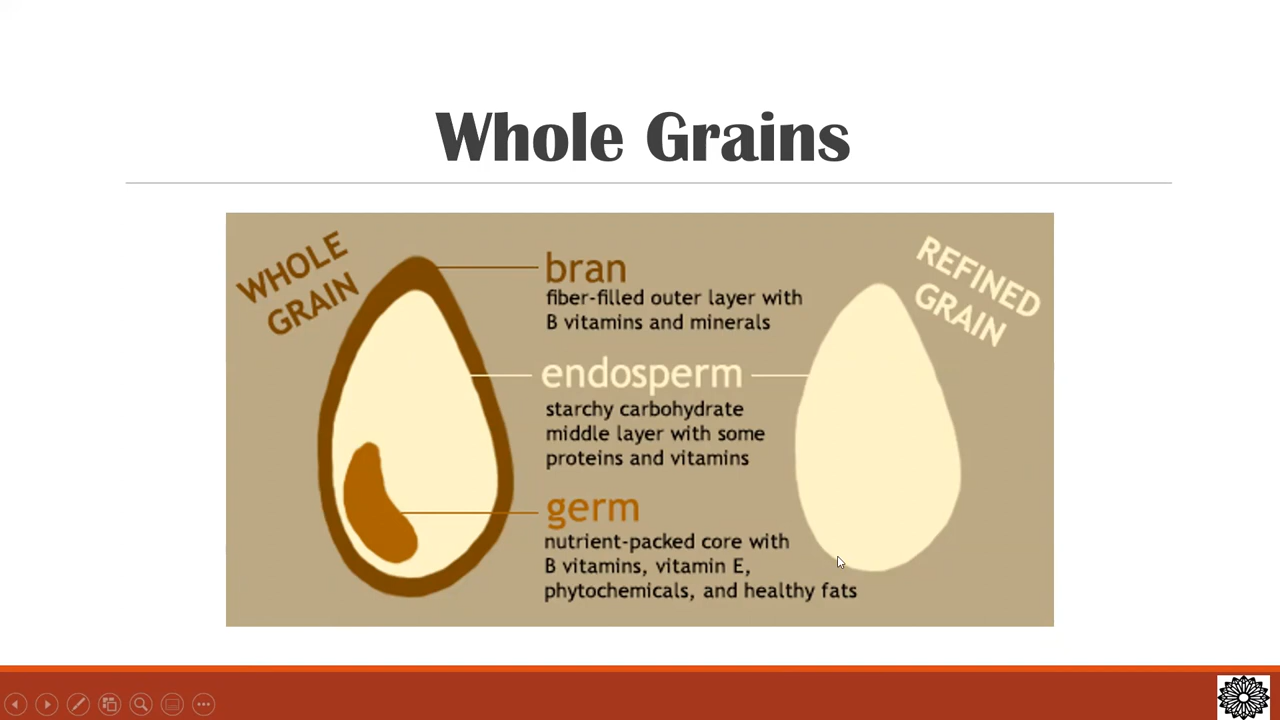 Whole Grains
WHOLE
GRAIN
bran
fiber-filled outer layer with
B vitamins and minerals
endosperm
starchy carbohydrate
middle layer with some
proteins and vitamins
germ
nutrient-packed core with
B vitamins, vitamin E,
phytochemicals, and healthy fats
REFINED
GRAIN